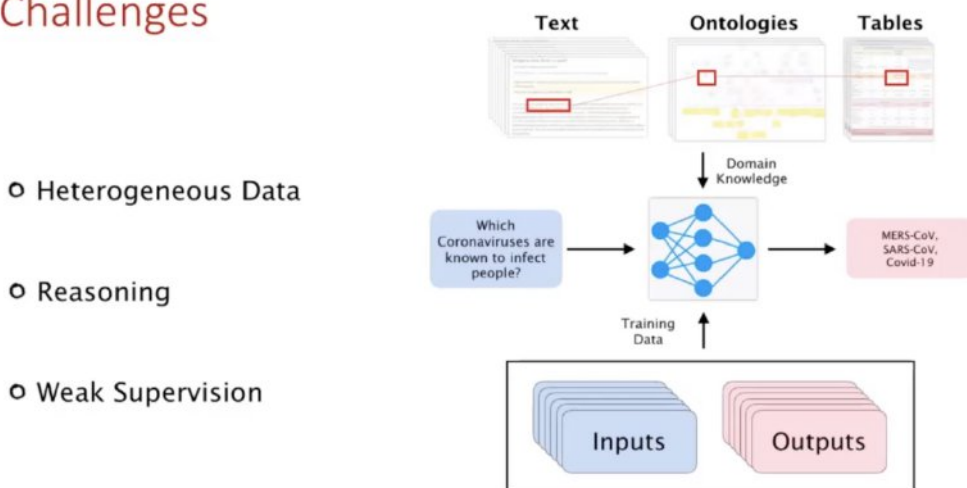 Challenges
Text
Ontologies
Tables
Heterogeneous Data
Reasoning
Weak Supervision
Domain
Knowledge
Which
Coronaviruses are
known to infect
people?
MERS-CoV,
SARS-CoV,
Covid-19
Training
Data
Inputs
Outputs